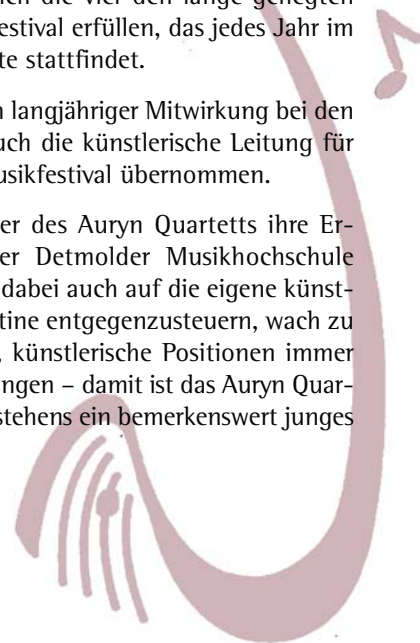 estival erfüllen, das jedes Jahr im
te stattfindet.
n langjähriger Mitwirkung bei den
uch die künstlerische Leitung für
usikfestival übernommen.
er des Auryn Quartetts ihre Er-
er Detmolder Musikhochschule
dabei auch auf die eigene künst-
tine entgegenzusteuern, wach zu
, künstlerische Positionen immer
ngen – damit ist das Auryn Quar-
stehens ein bemerkenswert junges